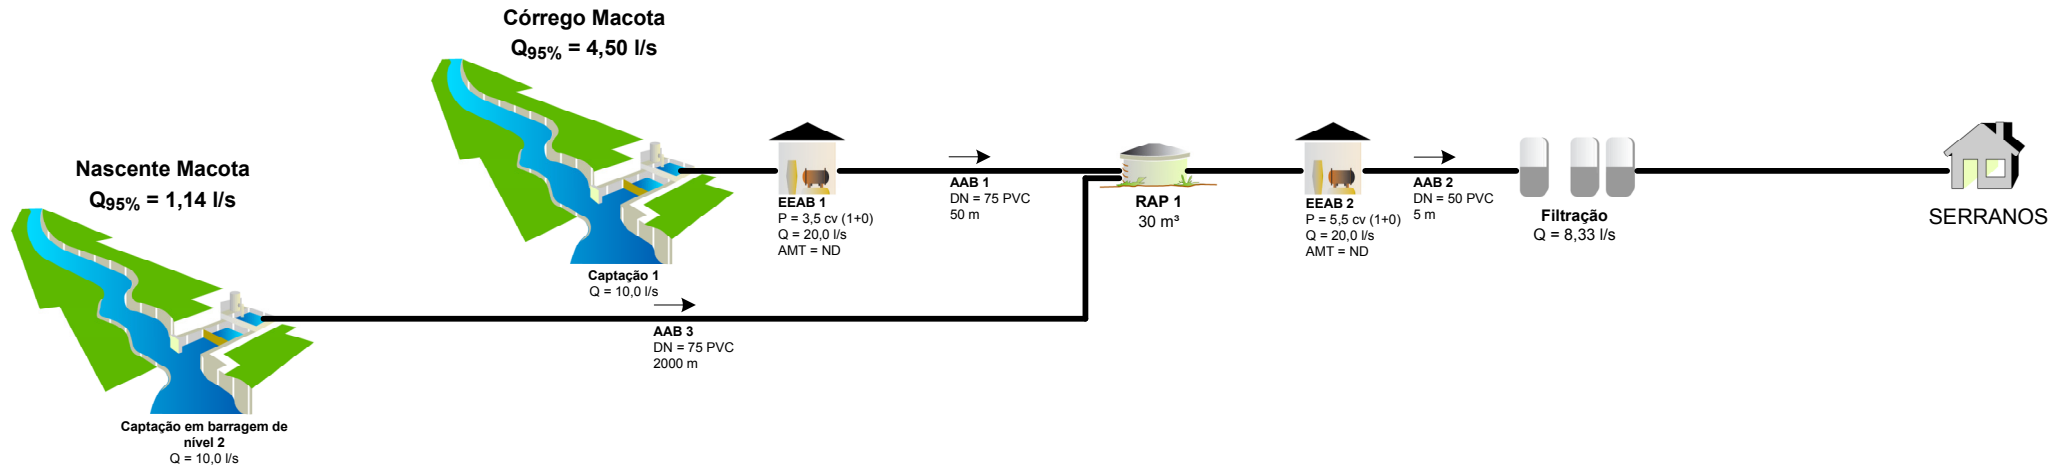 Córrego Macota
Q95% = 4,50 l/s
Nascente Macota
Q95% = 1,14 l/s
EEAB 1
P = 3,5 cv (1+0)
Q = 20,0 l/s
AMT = ND
AAB 1
DN = 75 PVC
50 m
RAP 1
30 m³
EEAB 2
P = 5,5 cv (1+0)
Q = 20,0 l/s
AMT = ND
AAB 2
DN = 50 PVC
5 m
Filtração
Q = 8,33 l/s
SERRANOS
Captação 1
Q = 10,0 l/s
AAB 3
DN = 75 PVC
2000 m
Captação em barragem de
nível 2
Q = 10,0 l/s